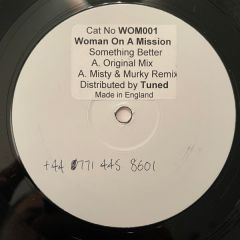 Cat No WOM001
Woman On A Mission
Something Better
A. Original Mix
A. Misty & Murky Remix
Distributed by Tuned
Made in England
+44 0771 445 8601